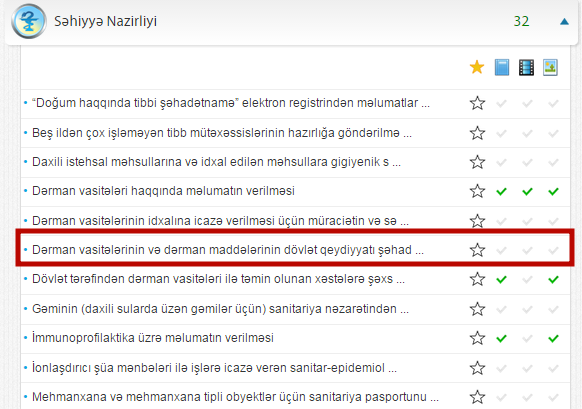 Səhiyyə Nazirliyi 32
“Doğum haqqında tibbi şəhadətnamə” elektron registrindən məlumatlar ...
Beş ildən çox işləməyən tibb mütəxəssislərinin hazırlığa göndərilmə ...
Daxili istehsal məhsullarına və idxal edilən məhsullara gigiyenik s ...
Dərman vasitələri haqqında məlumatın verilməsi
Dərman vasitələrinin idxalına icazə verilməsi üçün müraciətin və sə ...
Dərman vasitələrinin və dərman maddələrinin dövlət qeydiyyatı şəhad ...
Dövlət tərəfindən dərman vasitələri ilə təmin olunan xəstələrə şəxs ...
Gəminin (daxili sularda üzən gəmilər üçün) sanitariya nəzarətindən ...
İmmunoprofilaktika üzrə məlumatın verilməsi
İonlaşdırıcı şüa mənbələri ilə işlərə icazə verən sanitar-epidemiol ...
Mehmanxana və mehmanxana tipli obyektlər üçün sanitariya pasportunu ...